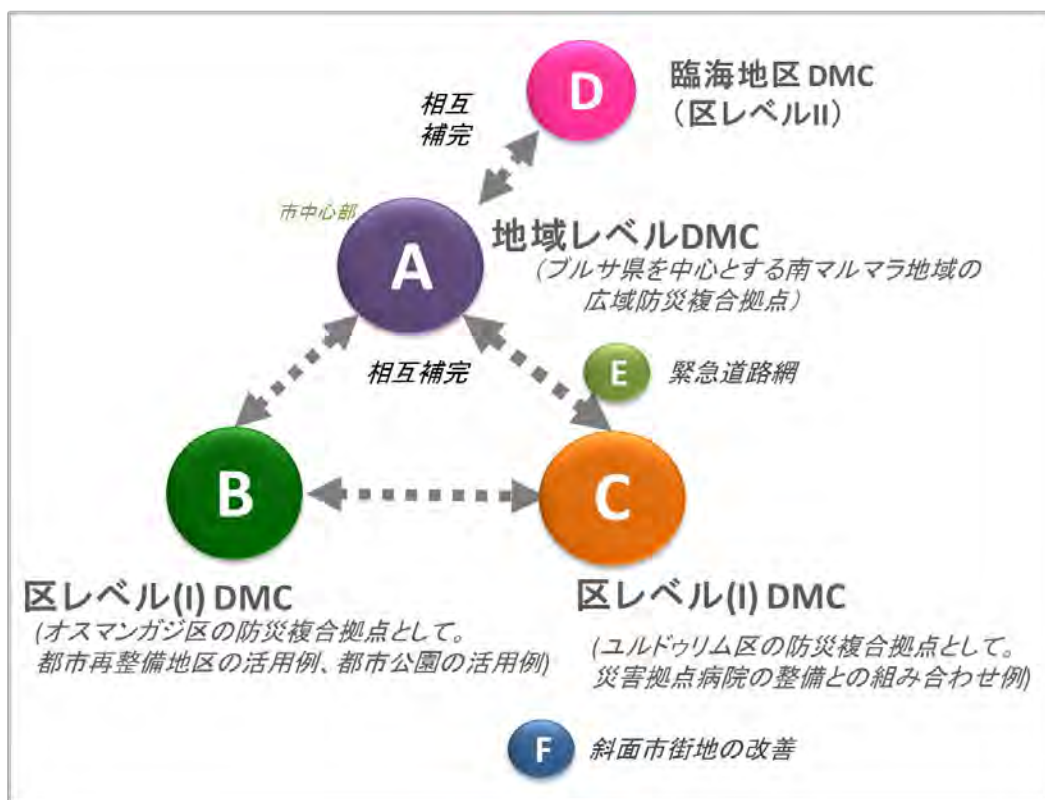 D
臨海地区 DMC
（区レベルII）
相互
補完
市中心部
A
地域レベルDMC
(ブルサ県を中心とする南マルマラ地域の
広域防災複合拠点）
相互補完
E
緊急道路網
B
C
区レベル(I) DMC
(オスマンガジ区の防災複合拠点として。
都市再整備地区の活用例、都市公園の活用例)
区レベル(I) DMC
(ユルドゥリム区の防災複合拠点として。
災害拠点病院の整備との組み合わせ例)
F
斜面市街地の改善